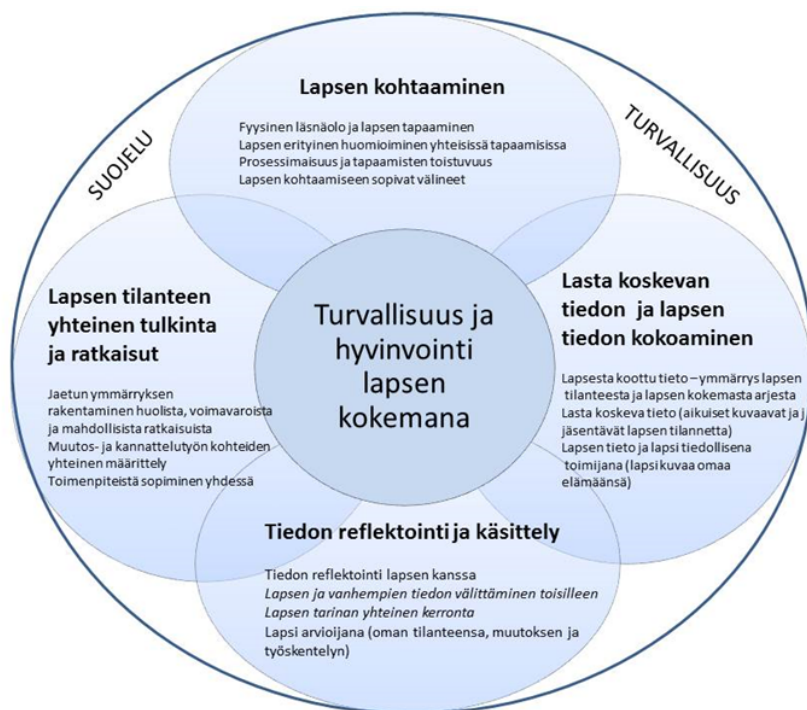 Lapsen kohtaaminen
Fyysinen läsnäolo ja lapsen tapaaminen
Lapsen erityinen huomioiminen yhteisissä tapaamisissa
Prosessimaisuus ja tapaamisten toistuvuus
Lapsen kohtaamiseen sopivat välineet
SUOJELU
TURVALLISUUS
Lapsen tilanteen
yhteinen tulkinta
ja ratkaisut
Jaetun ymmärryksen
rakentaminen huolista, voimavaroista
ja mahdollisista ratkaisuista
Muutos- ja kannattelutyön kohteiden
yhteinen määrittely
Toimenpiteistä sopiminen yhdessä
Turvallisuus ja
hyvinvointi
lapsen
kokemana
Lasta koskevan
tiedon ja lapsen
tiedon kokoaminen
Lapsesta koottu tieto – ymmärrys lapsen
tilanteesta ja lapsen kokemasta arjesta
Lasta koskeva tieto (aikuiset kuvaavat ja j
jäsentävät lapsen tilannetta)
Lapsen tieto ja lapsi tiedollisena
toimijana (lapsi kuvaa omaa
elämäänsä)
Tiedon reflektointi ja käsittely
Tiedon reflektointi lapsen kanssa
Lapsen ja vanhempien tiedon välittäminen toisilleen
Lapsen tarinan yhteinen kerronta
Lapsi arvioijana (oman tilanteensa, muutoksen ja
työskentelyn)